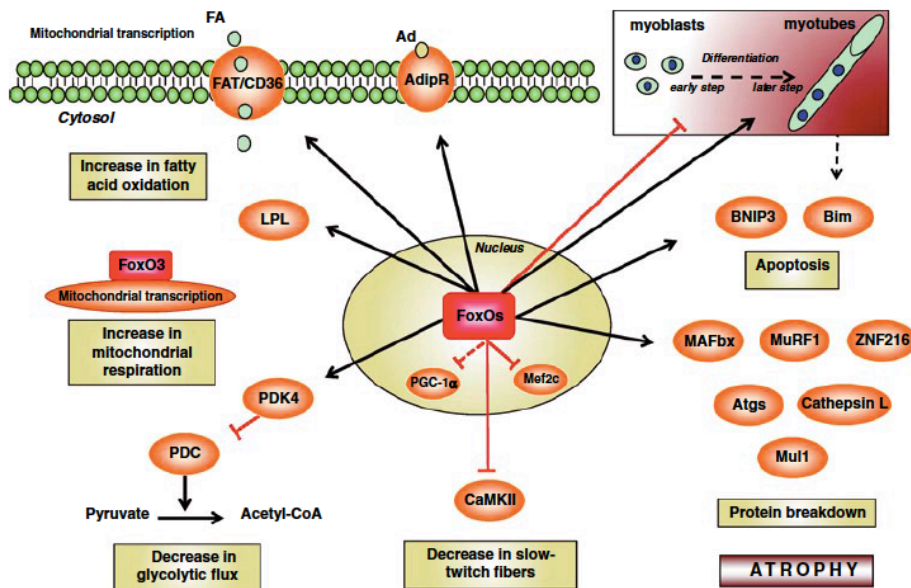 FA
Mitochondrial transcription
Ad
FAT/CD36
AdipR
Cytosol
myoblasts
myotubes
Differentiation
early step
later step
Increase in fatty
acid oxidation
LPL
BNIP3
Bim
Nucleus
Apoptosis
FoxO3
Mitochondrial transcription
FoxOs
Increase in
mitochondrial
respiration
MAFbx
MuRF1
ZNF216
PGC-1α
Mef2c
PDK4
Atgs
Cathepsin L
PDC
Mul1
CaMKII
Pyruvate
Acetyl-CoA
Protein breakdown
Decrease in
glycolytic flux
Decrease in slow-
twitch fibers
ATROPHY